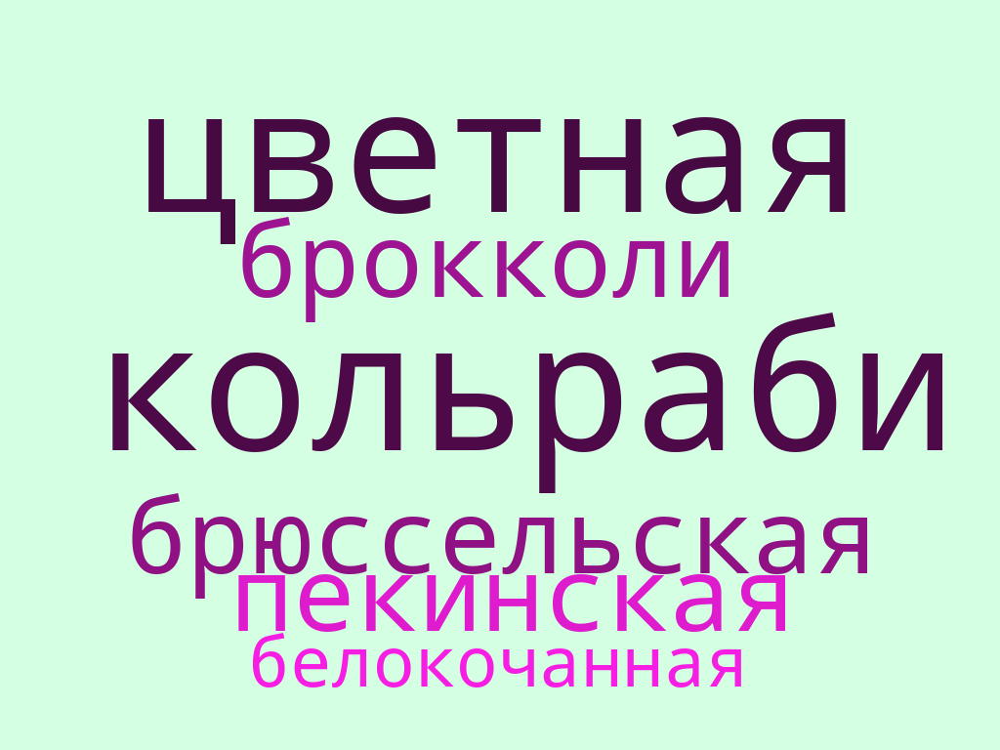 цветная
брокколи
кольраби
брюссельская
пекинская
белокочанная